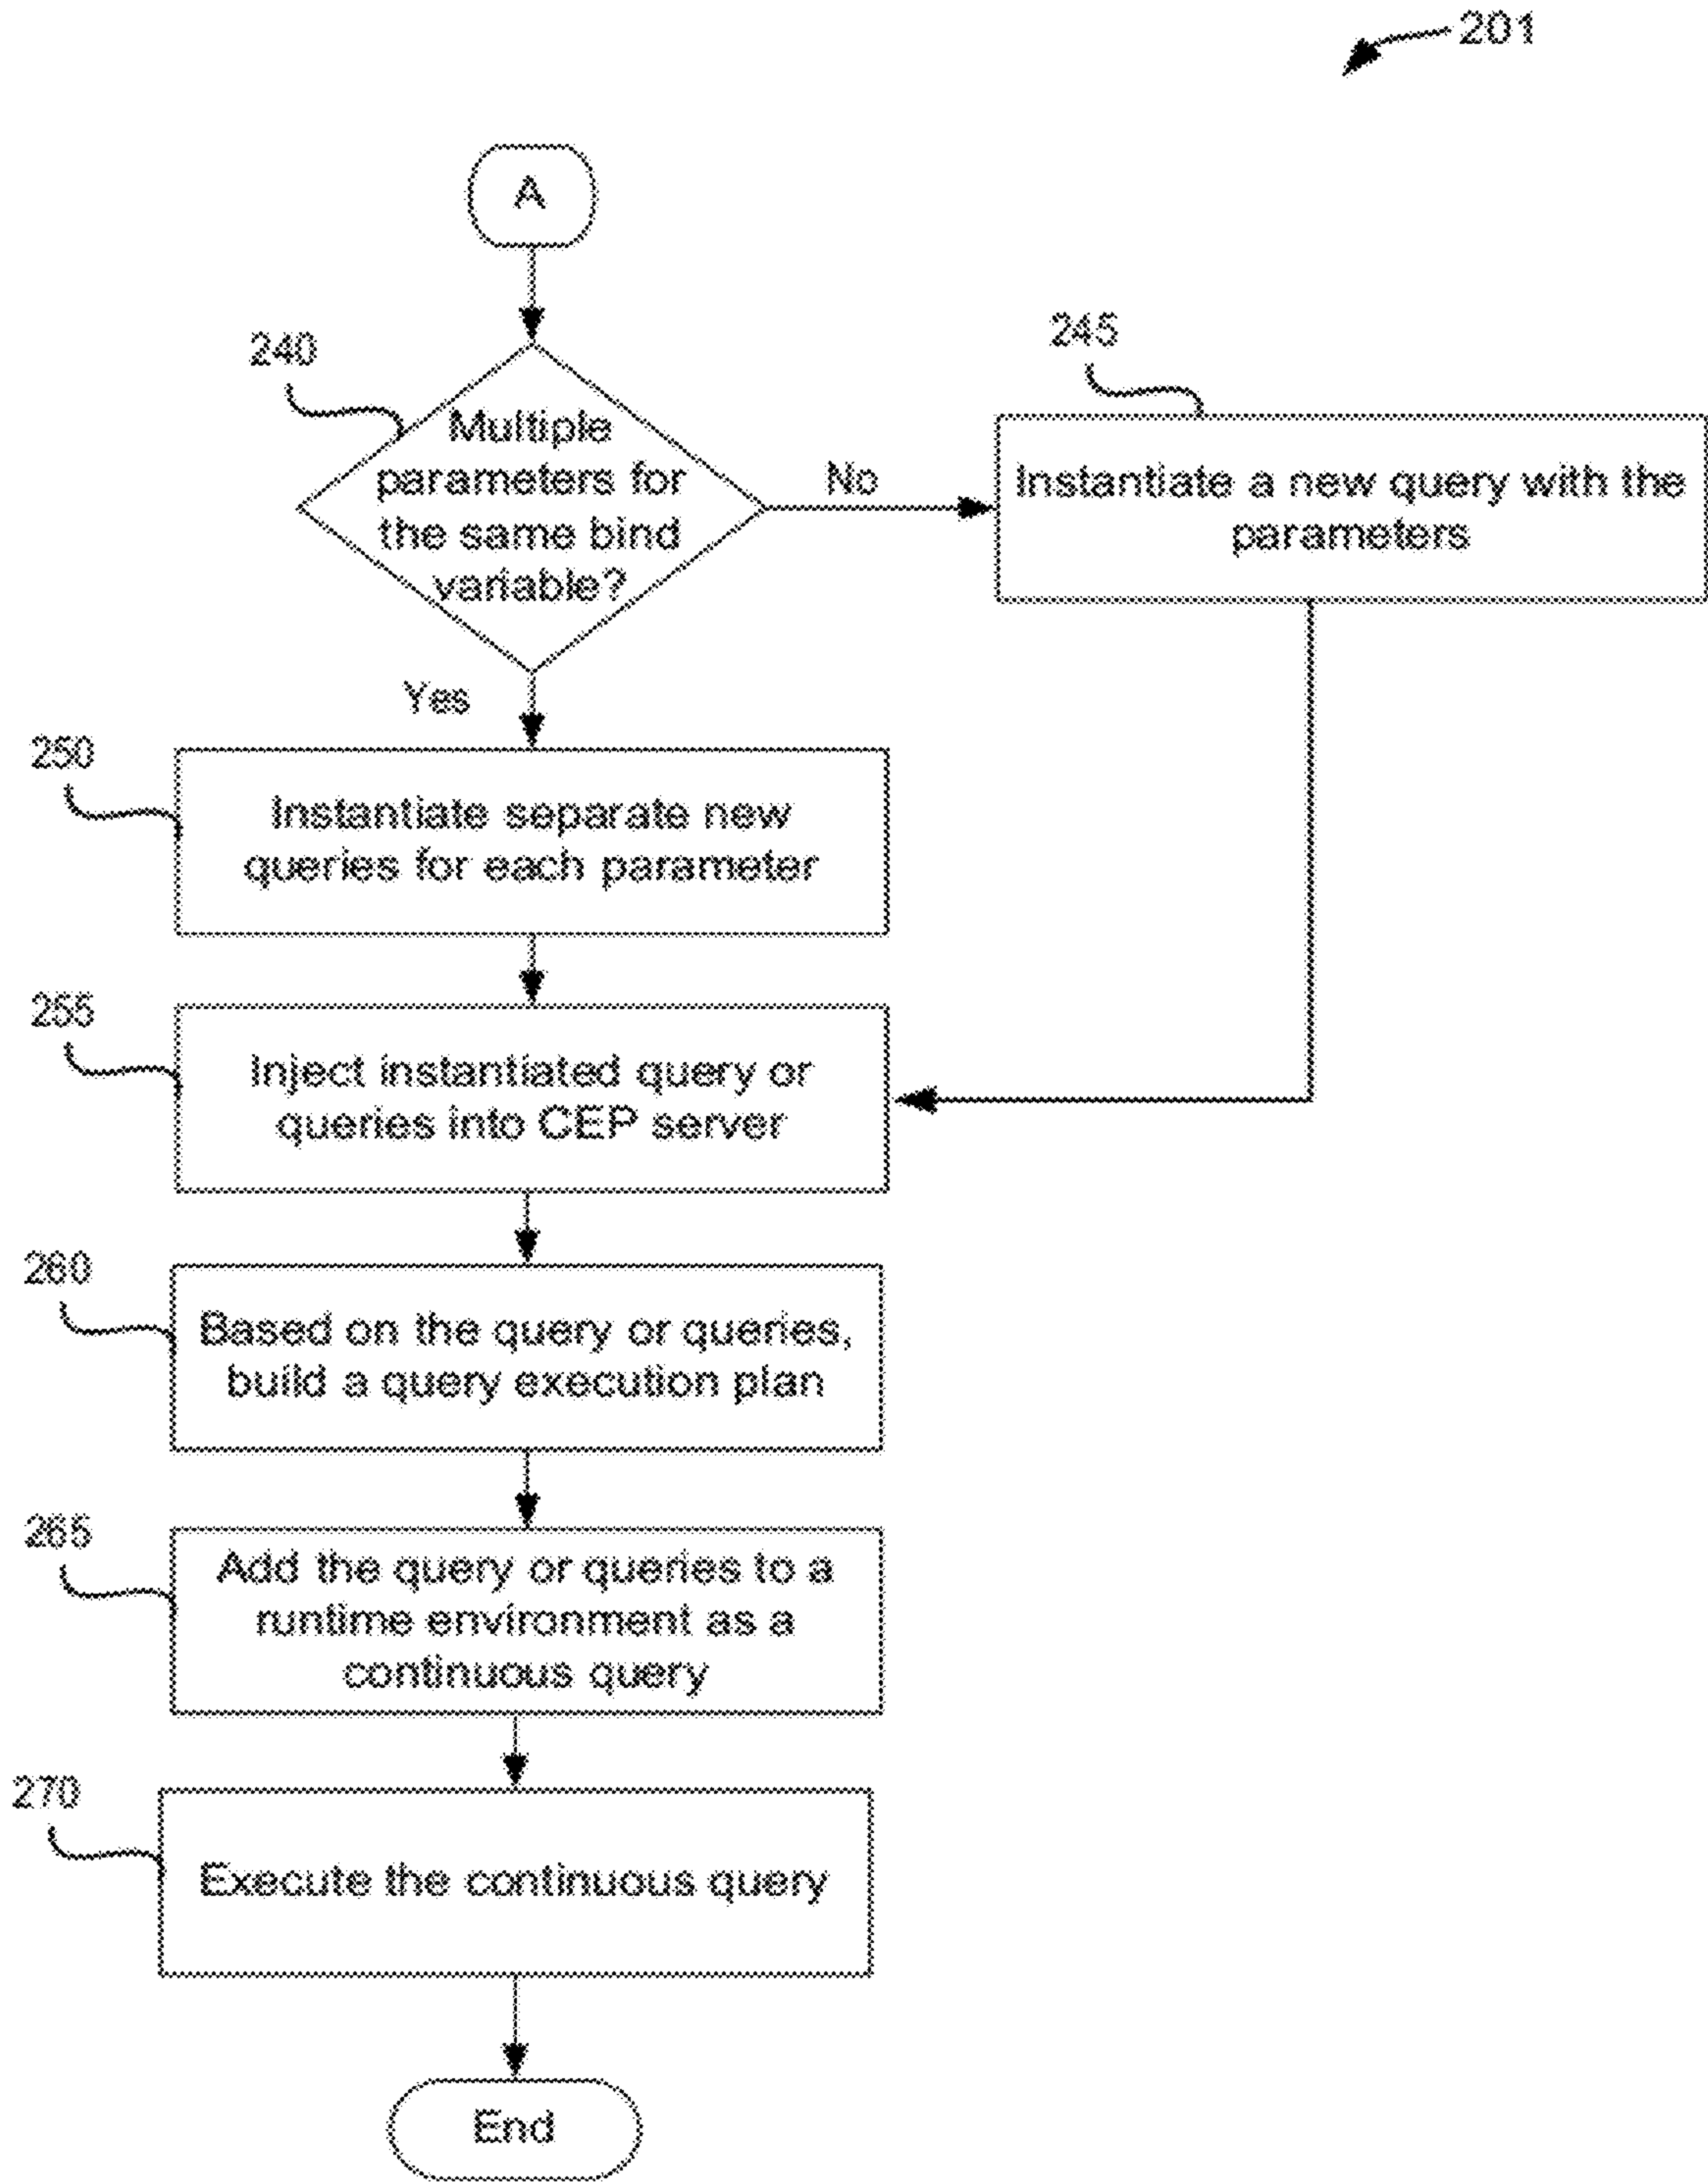 201
A
240
Multiple
parameters for
the same bind
variable?
No
245
Instantiate a new query with the
parameters
Yes
250
Instantiate separate new
queries for each parameter
255
Inject instantiated query or
queries into CEP server
260
Based on the query or queries,
build a query execution plan
265
Add the query or queries to a
runtime environment as a
continuous query
270
Execute the continuous query
End